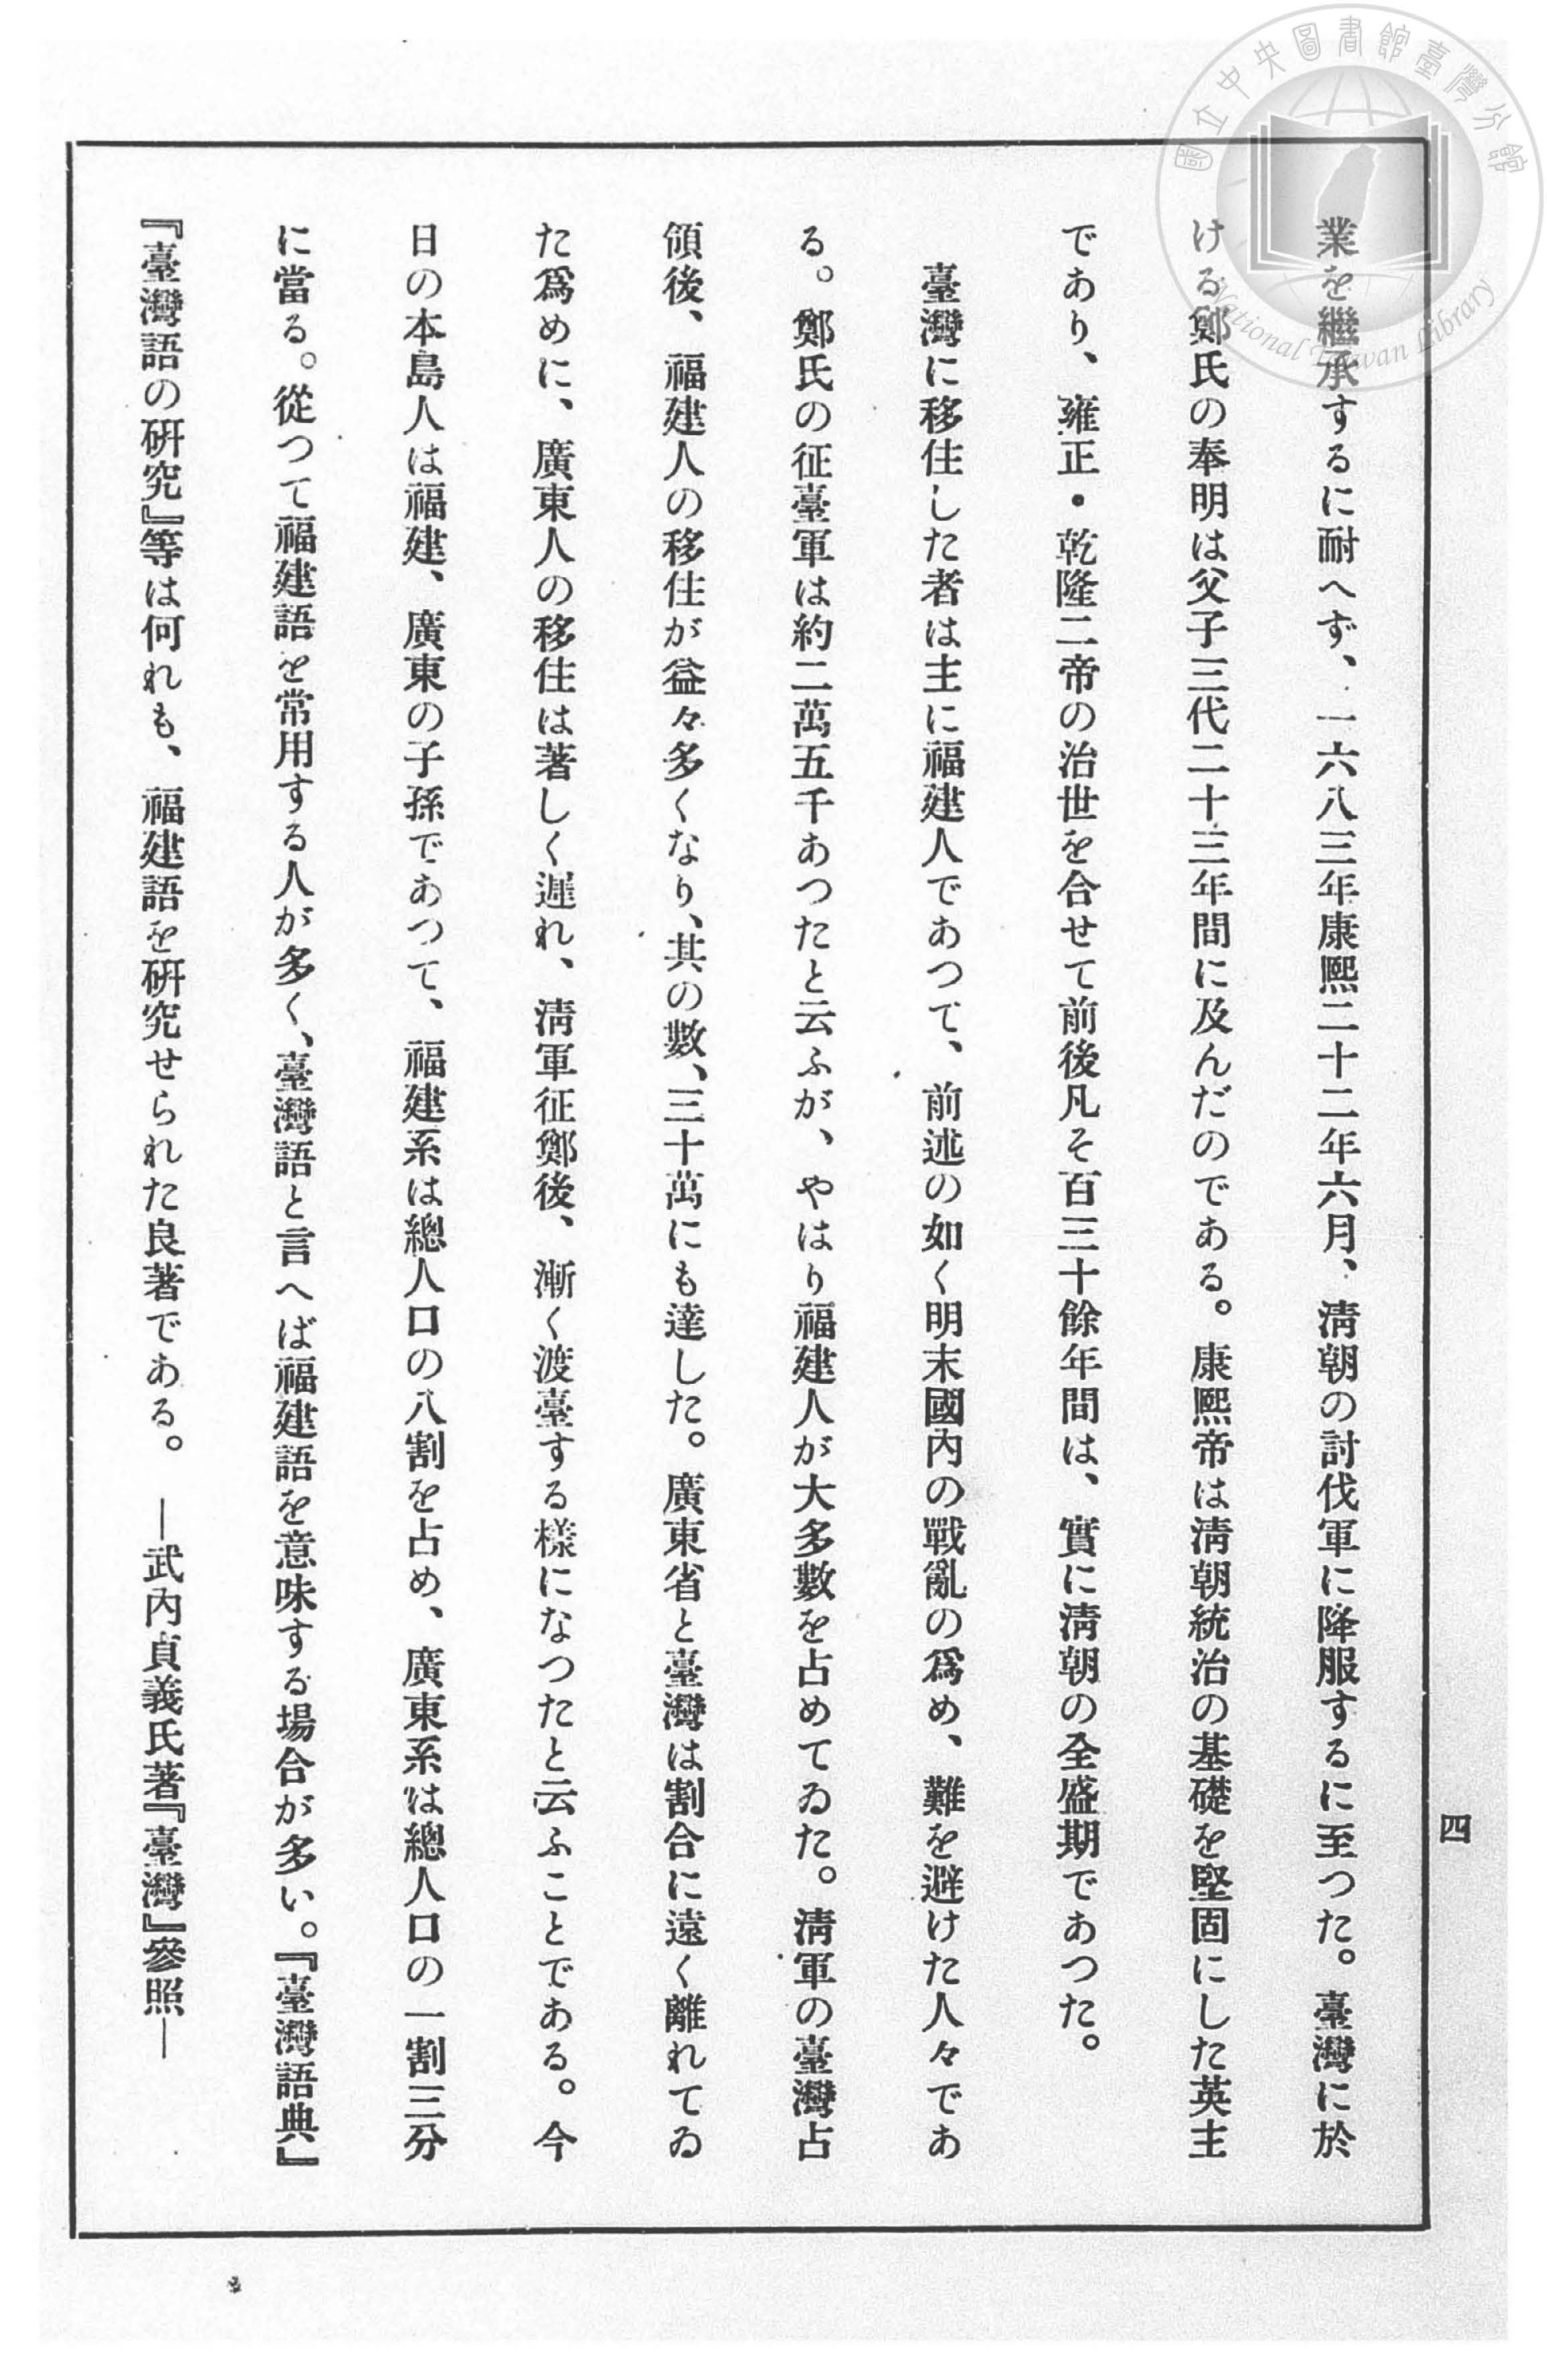 國立中央圖書館臺灣分館
National Taiwan Library
四
業を繼承するに耐へず、一六八三年康熙二十二年六月、淸朝の討伐軍に降服するに至つた。臺灣に於
ける鄭氏の奉明は父子三代二十三年間に及んだのである。康熙帝は淸朝統治の基礎を堅固にした英主
であり、雍正・乾隆二帝の治世を合せて前後凡そ百三十餘年間は、實に淸朝の全盛期であつた。
臺灣に移住した者は主に福建人であつて、前述の如く明末國內の戰亂の爲め、難を避けた人々であ
る。鄭氏の征臺軍は約二萬五千あつたと云ふが、やはり福建人が大多數を占めてゐた。淸軍の臺灣占
領後、福建人の移住が益々多くなり、其の數、三十萬にも達した。廣東省と臺灣は割合に遠く離れてゐ
た爲めに、廣東人の移住は著しく遲れ、淸軍征鄭後、漸く渡臺する樣になつたと云ふことである。今
日の本島人は福建、廣東の子孫であつて、福建系は總人口の八割を占め、廣東系は總人口の一割三分
に當る。從つて福建語を常用する人が多く、臺灣語と言へば福建語を意味する場合が多い。『臺灣語典』
『臺灣語の硏究』等は何れも、福建語を硏究せられた良著である。 ―武內貞義氏著『臺灣』參照―